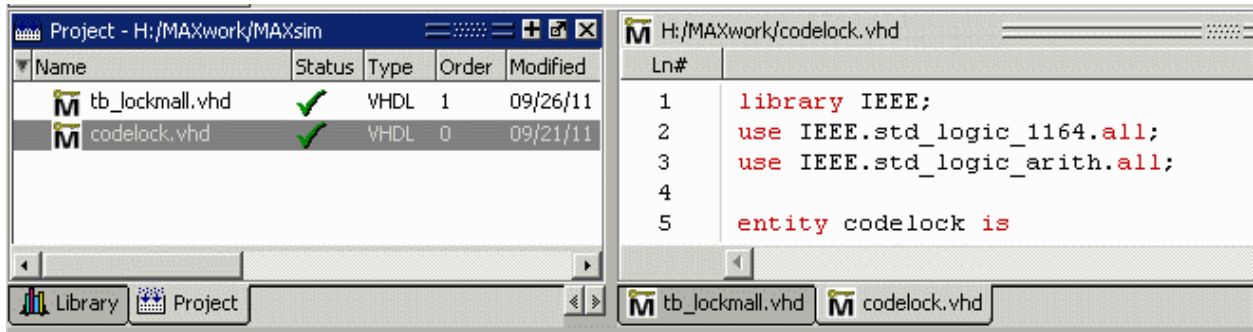 Project - H:/MAXwork/MAXsim
Name Status Type Order Modified
tb_lockmall.vhd VHDL 1 09/26/11
codelock.vhd VHDL 0 09/21/11
Library Project
H:/MAXwork/codelock.vhd
Ln#
1 library IEEE;
2 use IEEE.std_logic_1164.all;
3 use IEEE.std_logic_arith.all;
4
5 entity codelock is
tb_lockmall.vhd codelock.vhd